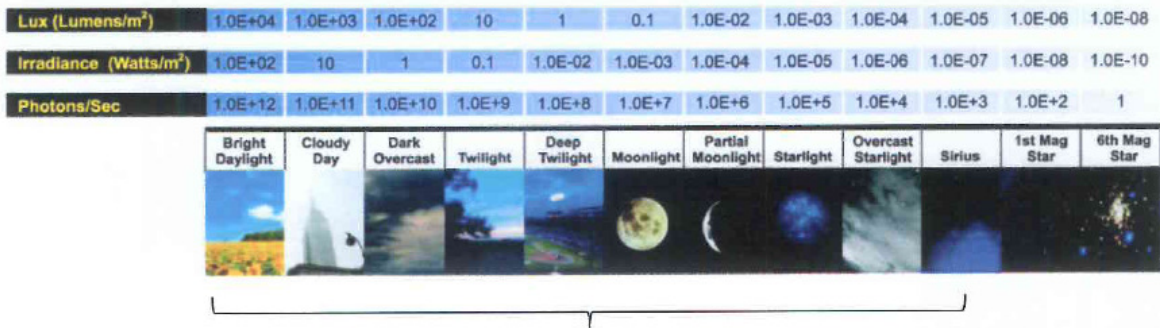 Lux (Lumens/m²) 1.0E+04 1.0E+03 1.0E+02 10 1 0.1 1.0E-02 1.0E-03 1.0E-04 1.0E-05 1.0E-06 1.0E-08
Irradiance (Watts/m²) 1.0E+02 10 1 0.1 1.0E-02 1.0E-03 1.0E-04 1.0E-05 1.0E-06 1.0E-07 1.0E-08 1.0E-10
Photons/Sec 1.0E+12 1.0E+11 1.0E+10 1.0E+9 1.0E+8 1.0E+7 1.0E+6 1.0E+5 1.0E+4 1.0E+3 1.0E+2 1
Bright Daylight Cloudy Day Dark Overcast Twilight Deep Twilight Moonlight Partial Moonlight Starlight Overcast Starlight Sirius 1st Mag Star 6th Mag Star